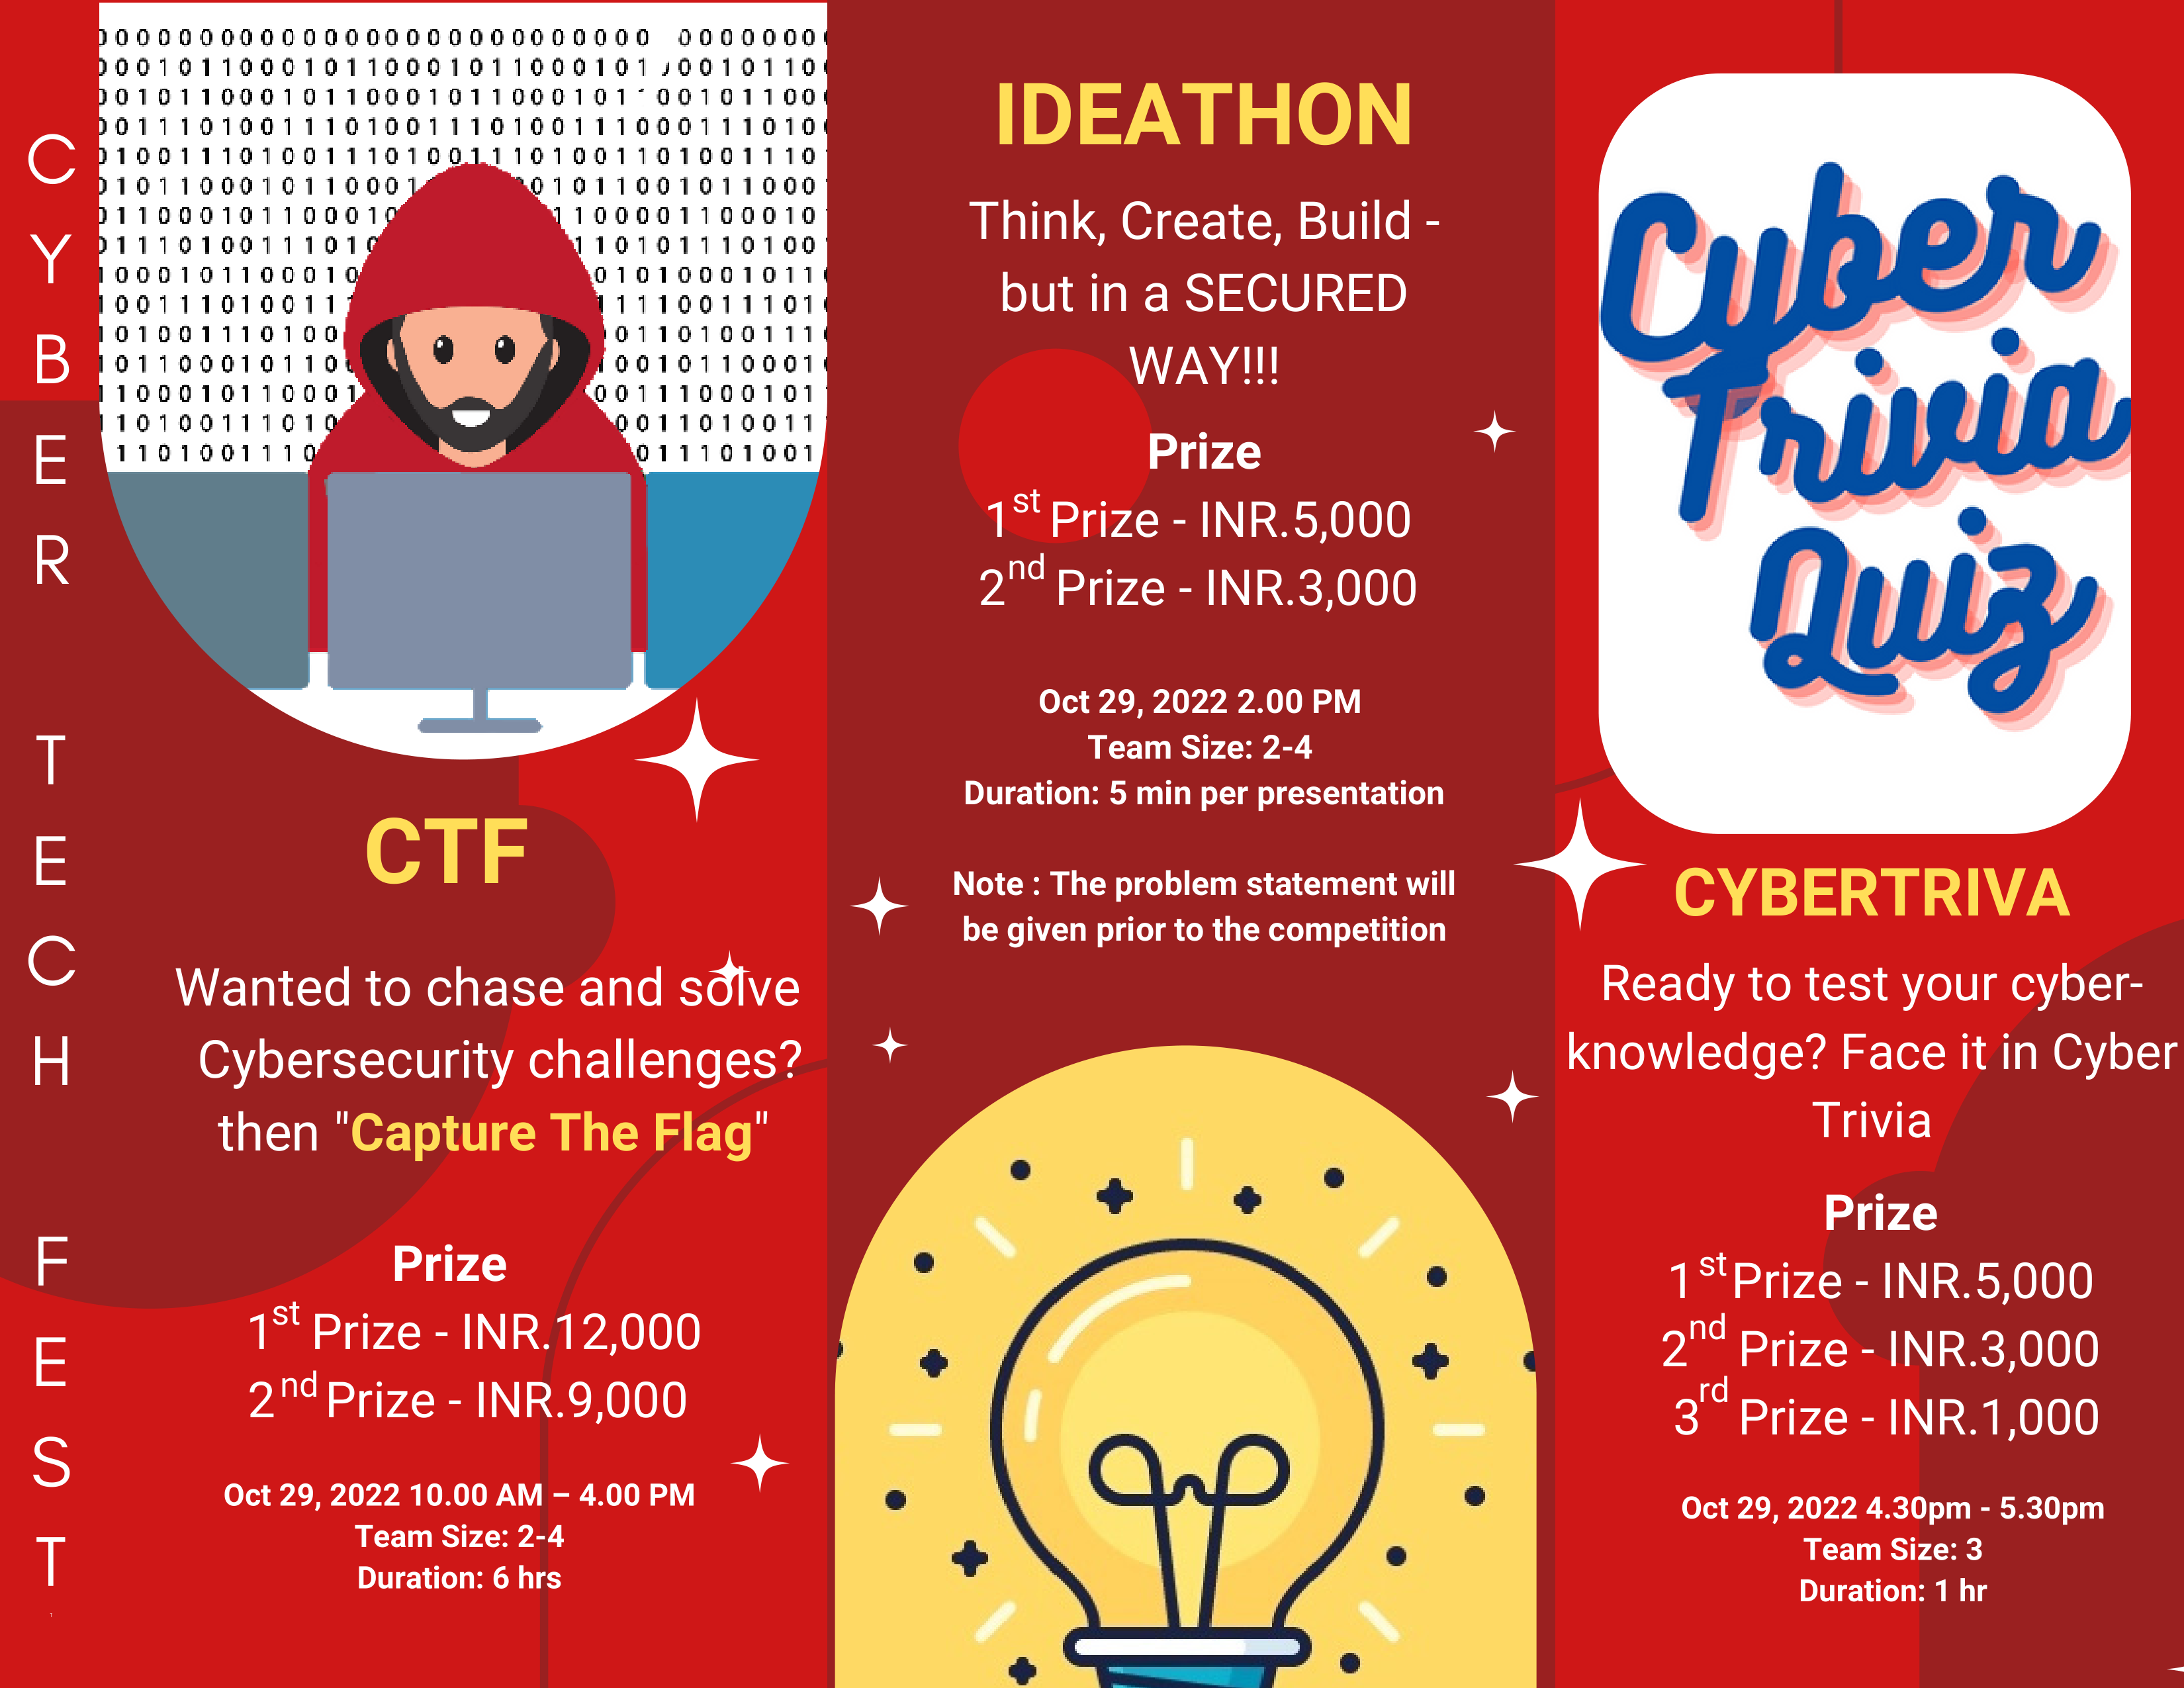 CYBER TECH FEST
CTF
Wanted to chase and solve
Cybersecurity challenges?
then "Capture The Flag"
Prize
1st Prize - INR.12,000
2nd Prize - INR.9,000
Oct 29, 2022 10.00 AM – 4.00 PM
Team Size: 2-4
Duration: 6 hrs
IDEATHON
Think, Create, Build -
but in a SECURED
WAY!!!
Prize
1st Prize - INR.5,000
2nd Prize - INR.3,000
Oct 29, 2022 2.00 PM
Team Size: 2-4
Duration: 5 min per presentation
Note : The problem statement will
be given prior to the competition
Cyber
Trivia
Quiz
CYBERTRIVA
Ready to test your cyber-
knowledge? Face it in Cyber
Trivia
Prize
1st Prize - INR.5,000
2nd Prize - INR.3,000
3rd Prize - INR.1,000
Oct 29, 2022 4.30pm - 5.30pm
Team Size: 3
Duration: 1 hr